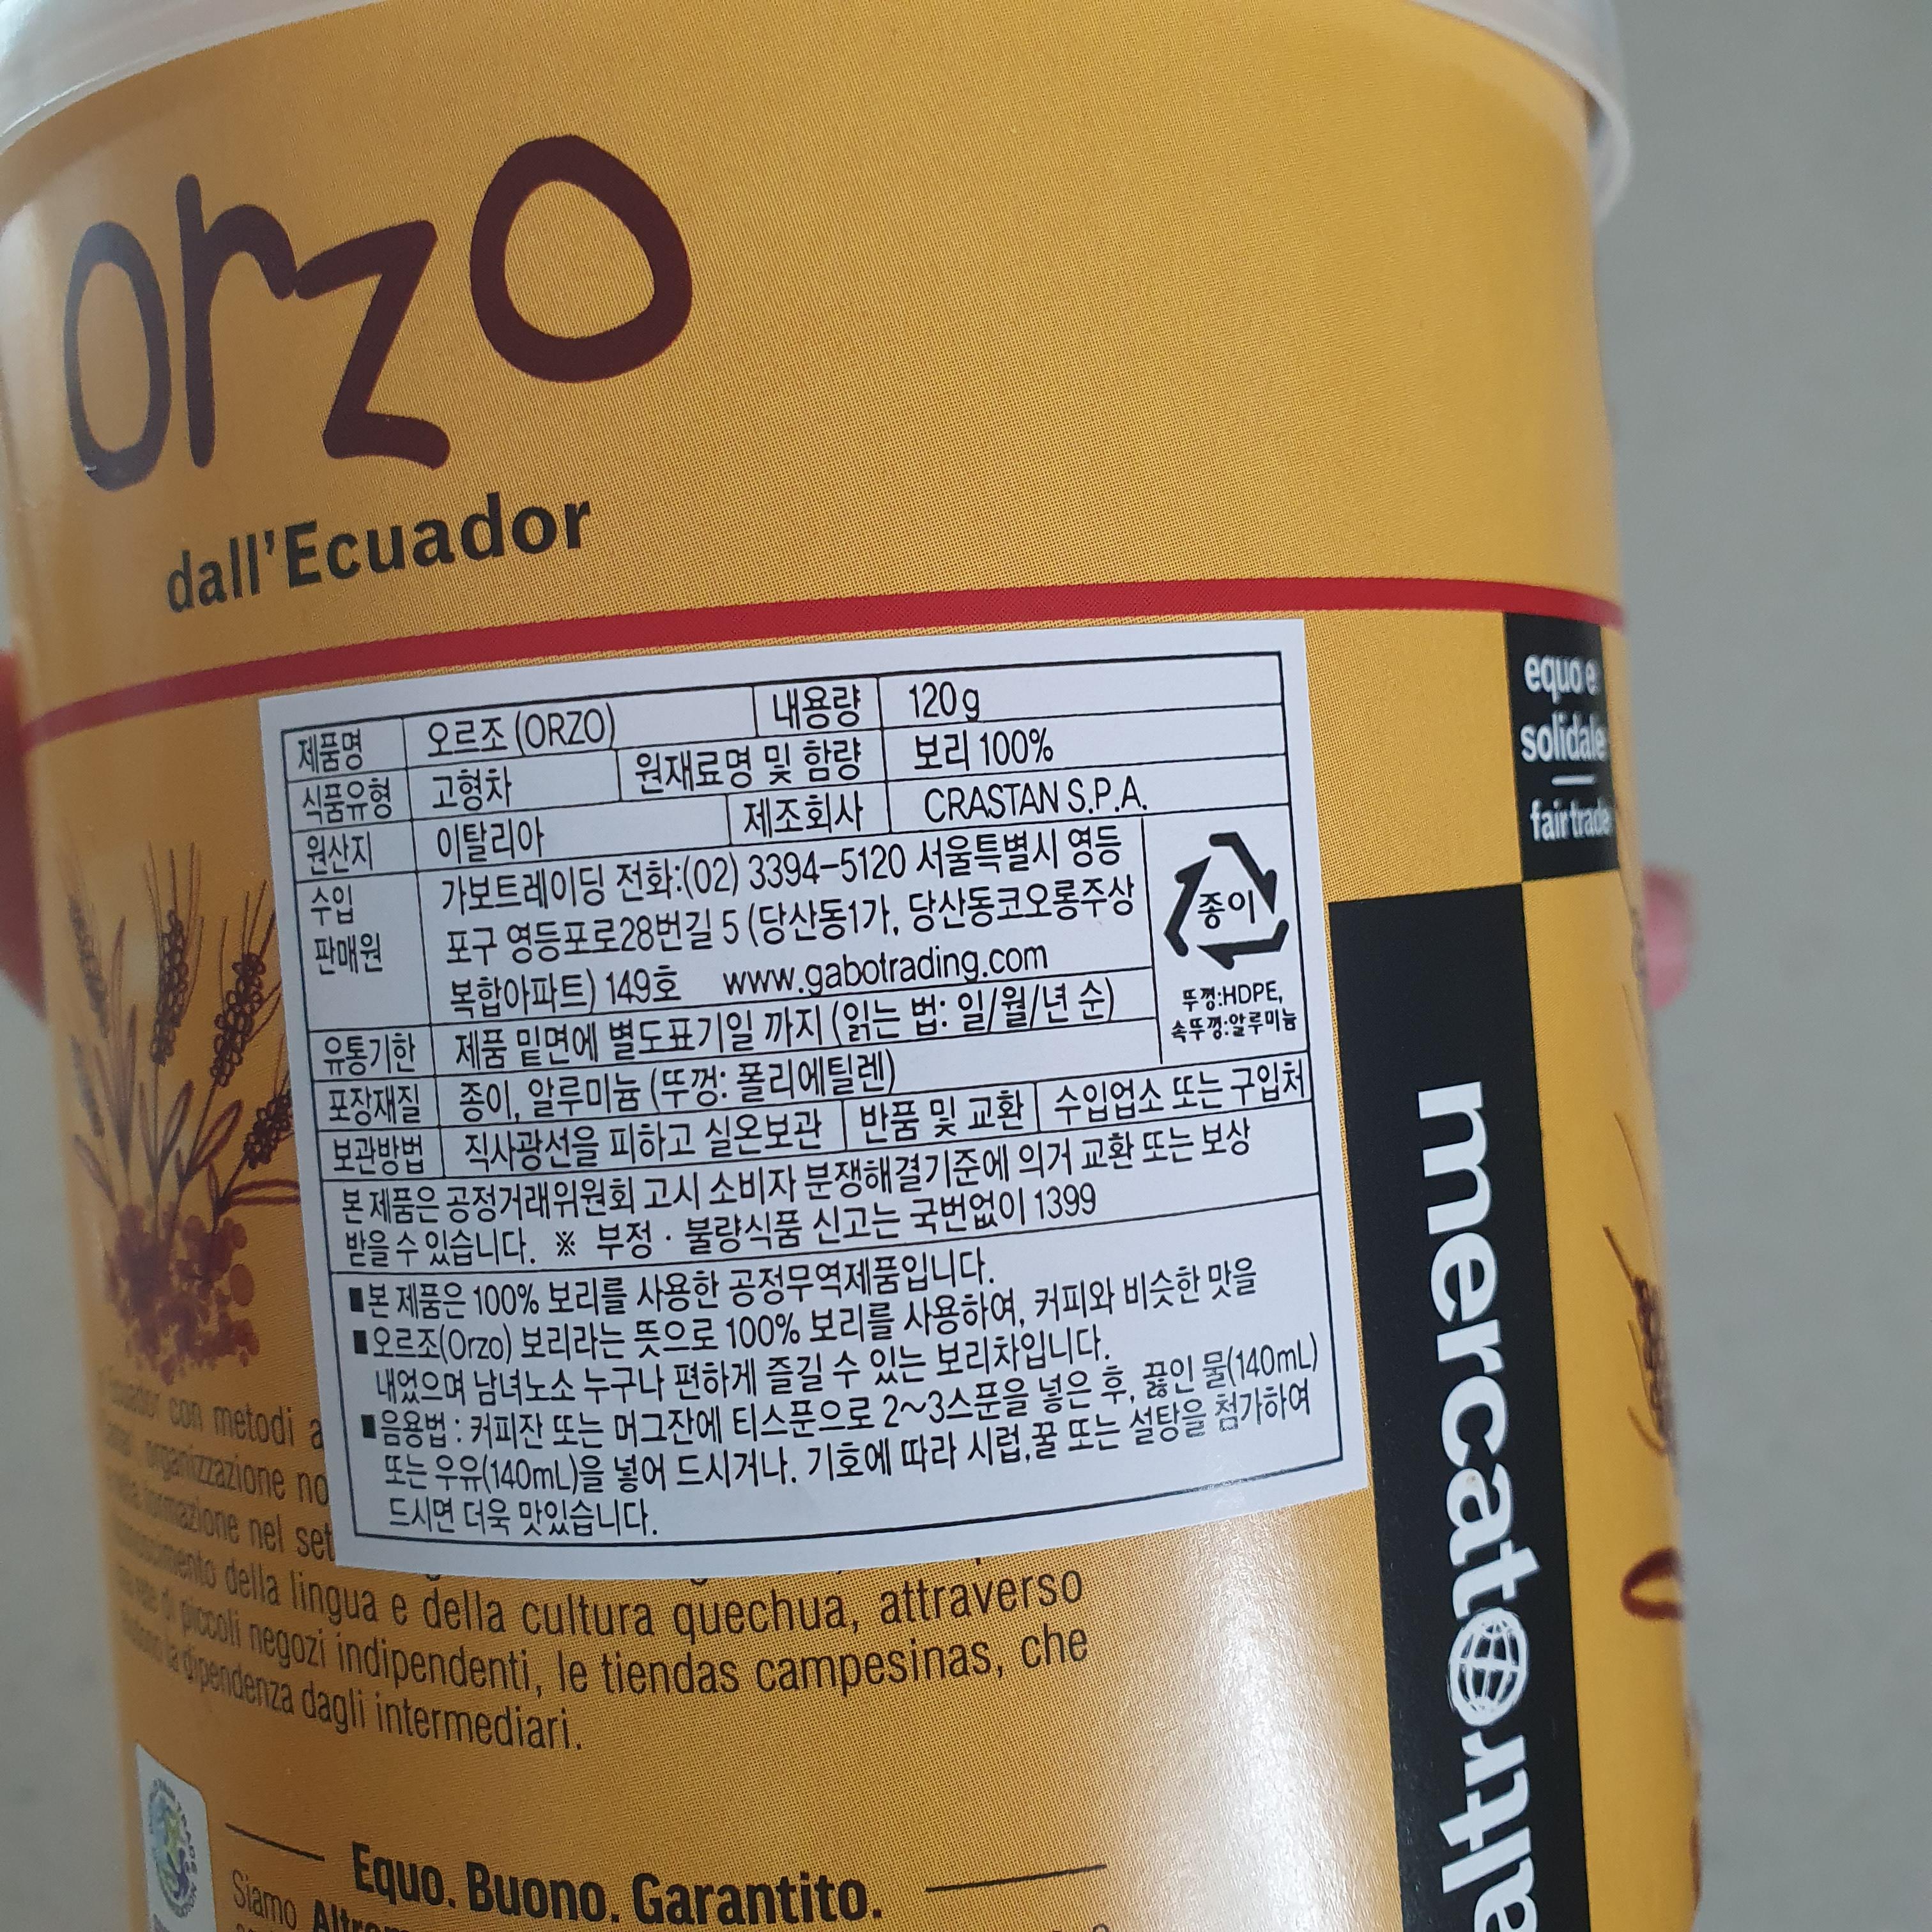 orzo
dall'Ecuador
equo e
solidale
fair trade
제품명 오르조 (ORZO) 내용량 120g
식품유형 고형차 원재료명 및 함량 보리 100%
원산지 이탈리아 제조회사 CRASTAN S.P.A.
수입 판매원 가보트레이딩 전화:(02) 3394-5120 서울특별시 영등
포구 영등포로28번길 5 (당산동1가, 당산동코오롱주상
복합아파트) 149호 www.gabotrading.com
종이
뚜껑:HDPE,
속뚜껑:알루미늄
유통기한 제품 밑면에 별도표기일 까지 (읽는 법: 일/월/년 순)
포장재질 종이, 알루미늄 (뚜껑: 폴리에틸렌)
보관방법 직사광선을 피하고 실온보관 반품 및 교환 수입업소 또는 구입처
본 제품은 공정거래위원회 고시 소비자 분쟁해결기준에 의거 교환 또는 보상
받을 수 있습니다. ※ 부정 · 불량식품 신고는 국번없이 1399
■본 제품은 100% 보리를 사용한 공정무역제품입니다.
■오르조(Orzo) 보리라는 뜻으로 100% 보리를 사용하여, 커피와 비슷한 맛을
내었으며 남녀노소 누구나 편하게 즐길 수 있는 보리차입니다.
■음용법 : 커피잔 또는 머그잔에 티스푼으로 2~3스푼을 넣은 후, 끓인 물(140mL)
또는 우유(140mL)을 넣어 드시거나, 기호에 따라 시럽,꿀 또는 설탕을 첨가하여
드시면 더욱 맛있습니다.
con metodi a
organizzazione no
nel set
della lingua e della cultura quechua, attraverso
di piccoli negozi indipendenti, le tiendas campesinas, che
la dipendenza dagli intermediari.
Equo. Buono. Garantito.
Siamo
mercato